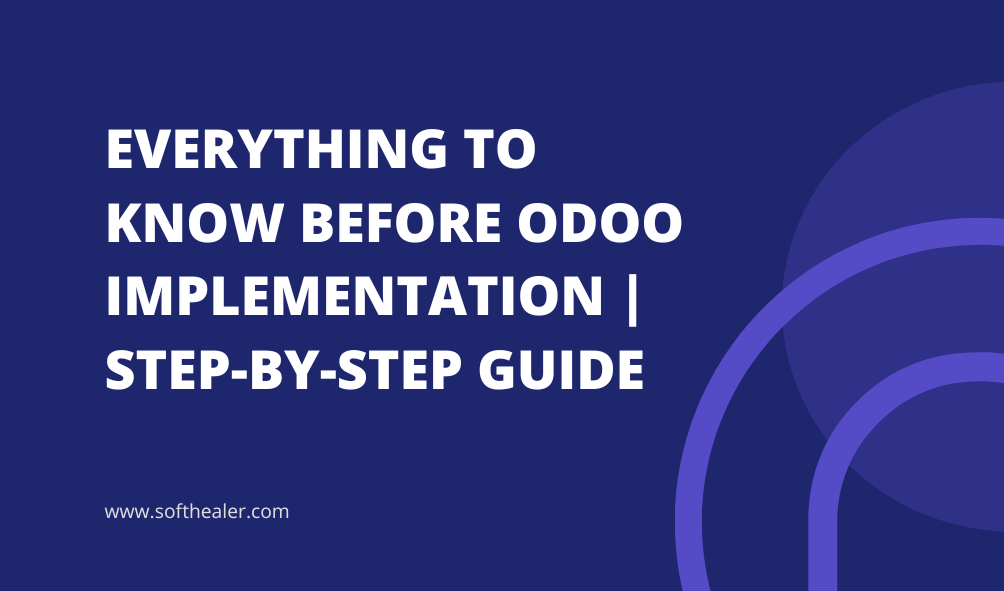 EVERYTHING TO
KNOW BEFORE ODOO
IMPLEMENTATION |
STEP-BY-STEP GUIDE
www.softhealer.com